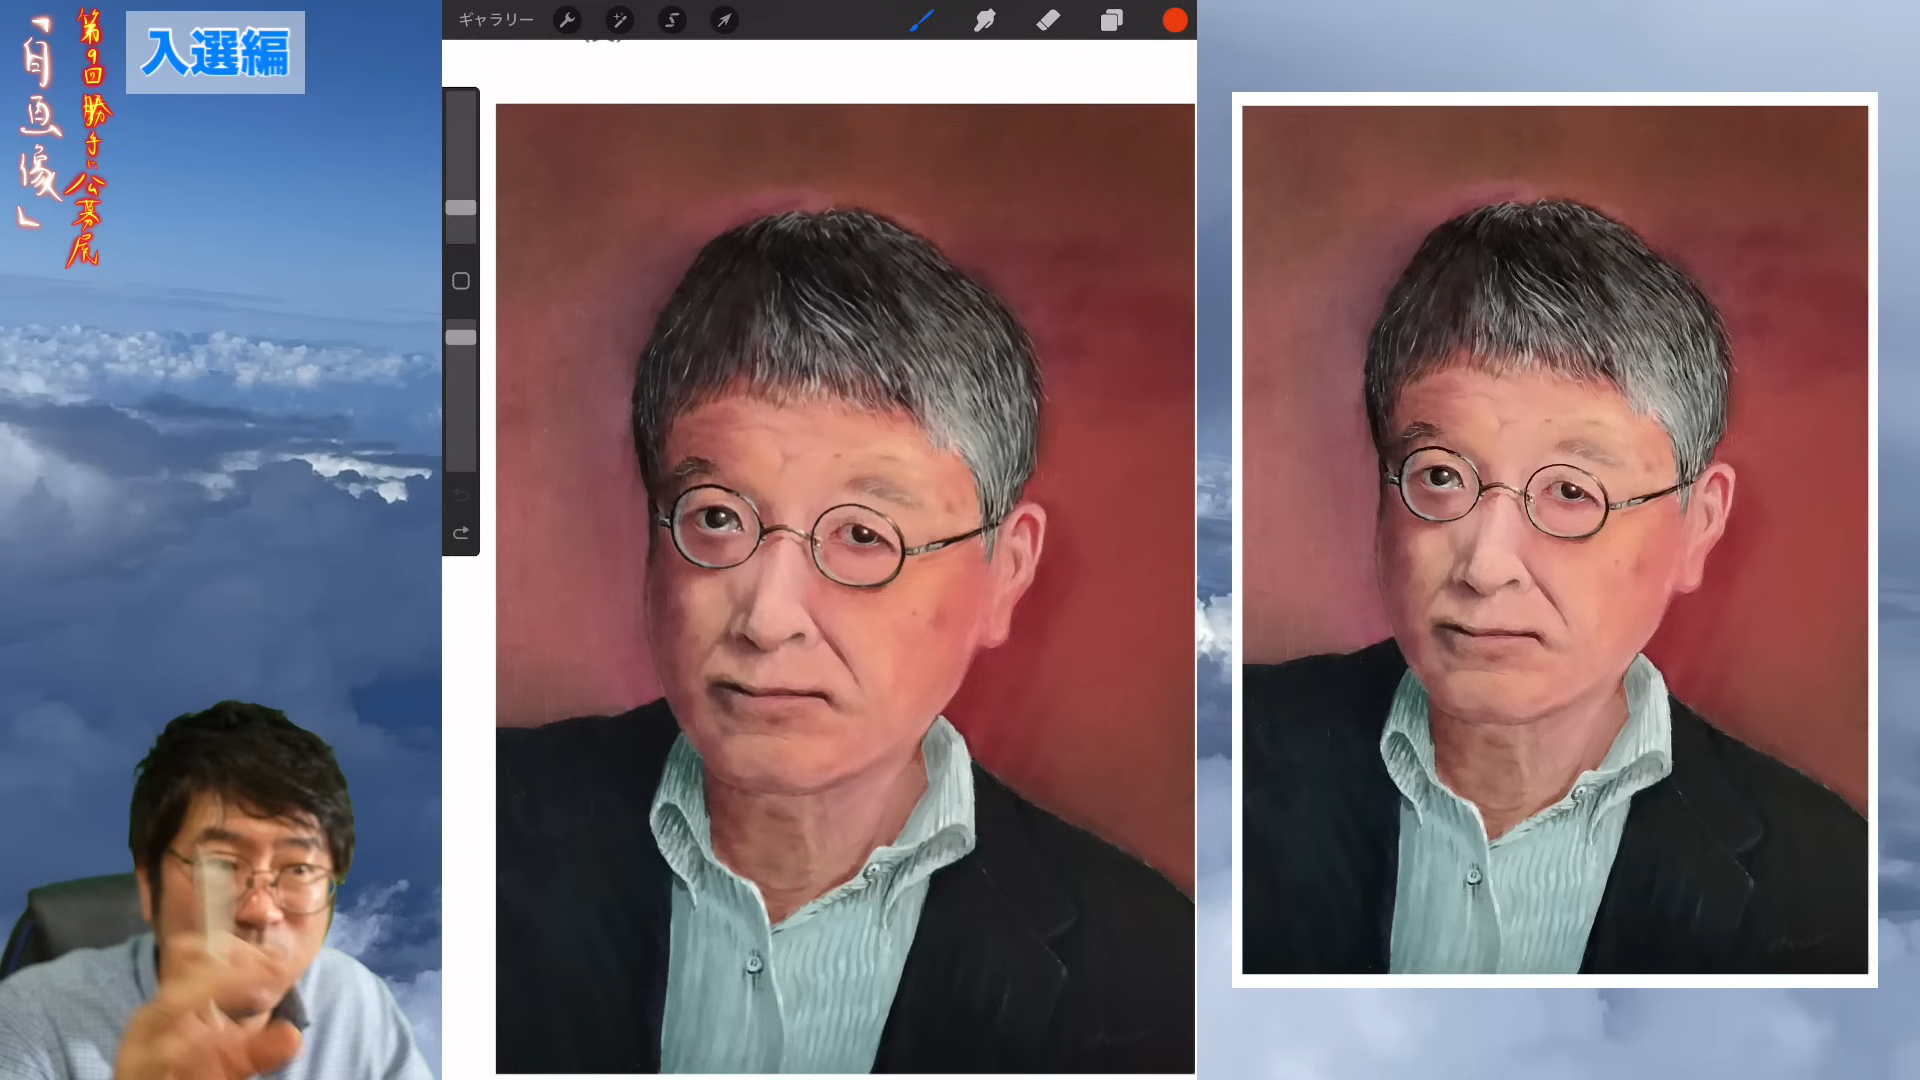 第9回 勝手に公募展
「自画像」
入選編
ギャラリー